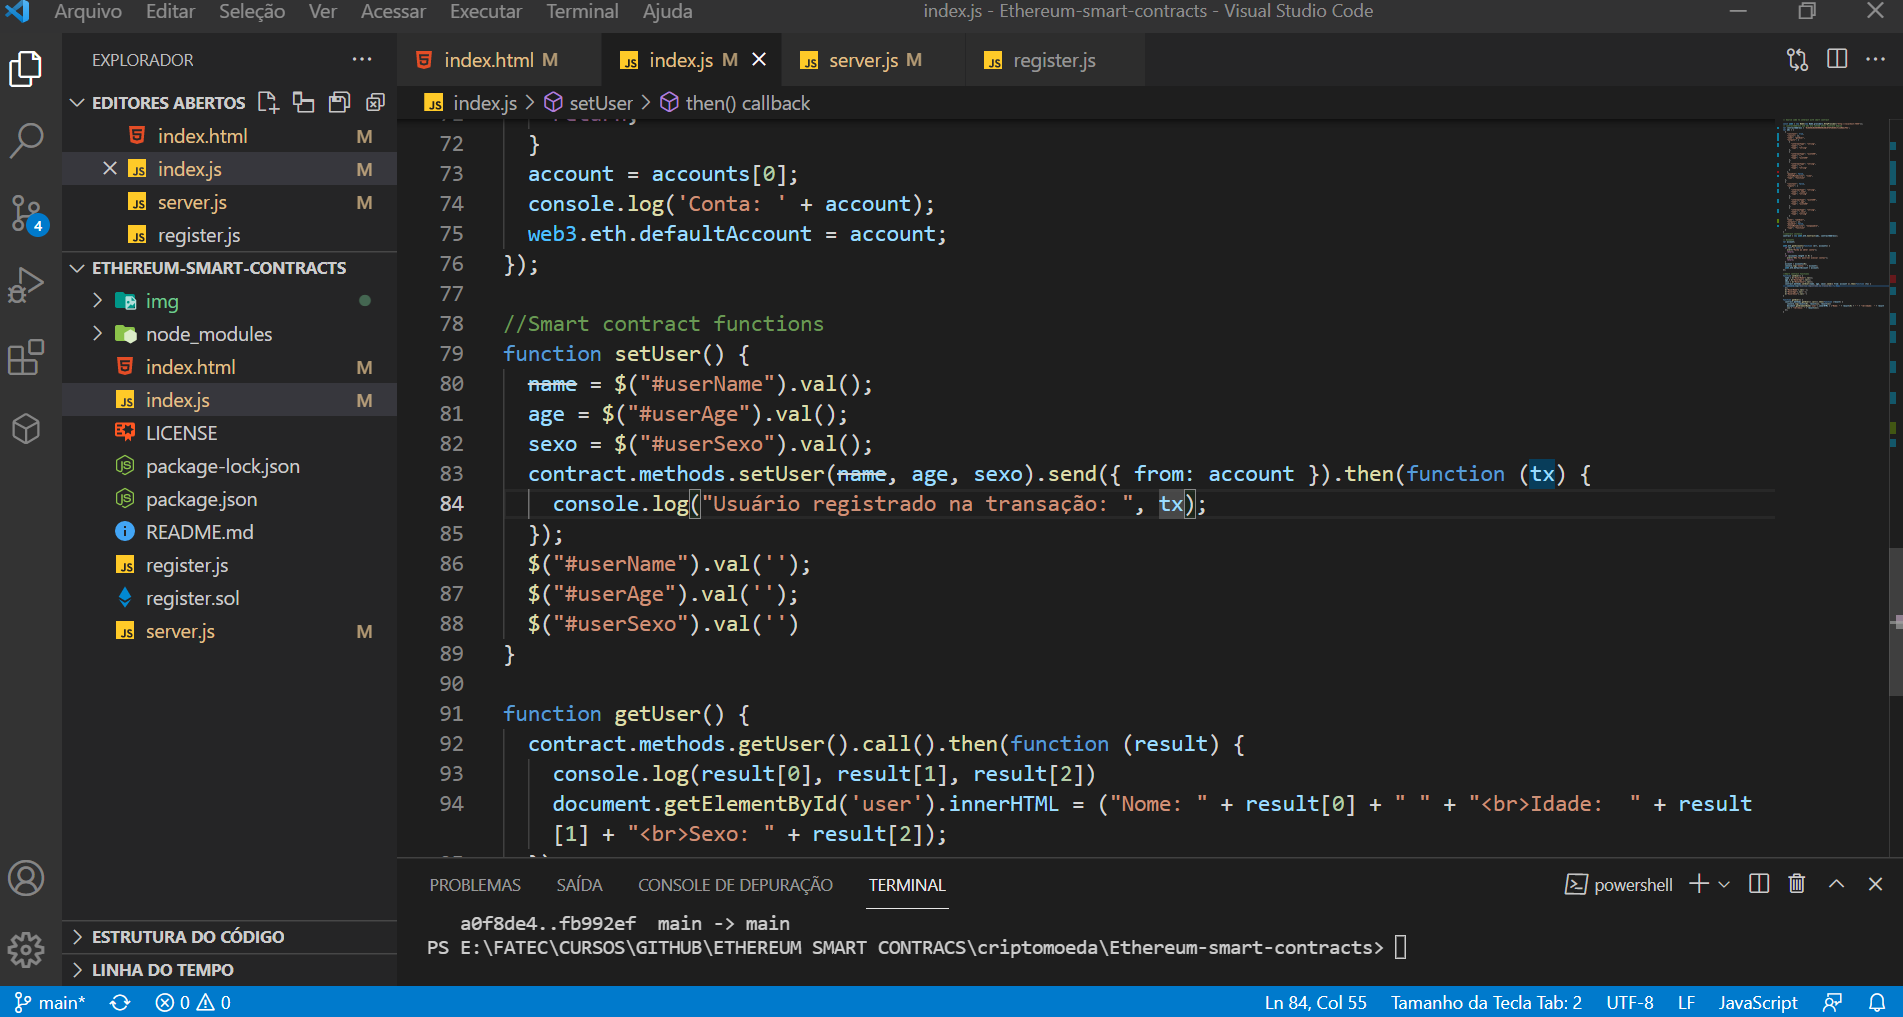 Arquivo Editar Seleção Ver Acessar Executar Terminal Ajuda index.js - Ethereum-smart-contracts - Visual Studio Code
EXPLORADOR ...
EDITORES ABERTOS
index.html M
index.js M
server.js M
register.js
4
ETHEREUM-SMART-CONTRACTS
img
node_modules
index.html M
index.js M
LICENSE
package-lock.json
package.json
README.md
register.js
register.sol
server.js M
ESTRUTURA DO CÓDIGO
LINHA DO TEMPO
index.html M index.js M server.js M register.js
index.js > setUser > then() callback
72 }
73 account = accounts[0];
74 console.log('Conta: ' + account);
75 web3.eth.defaultAccount = account;
76 });
77
78 //Smart contract functions
79 function setUser() {
80 name = $("#userName").val();
81 age = $("#userAge").val();
82 sexo = $("#userSexo").val();
83 contract.methods.setUser(name, age, sexo).send({ from: account }).then(function (tx) {
84 console.log("Usuário registrado na transação: ", tx);
85 });
86 $("#userName").val('');
87 $("#userAge").val('');
88 $("#userSexo").val('')
89 }
90
91 function getUser() {
92 contract.methods.getUser().call().then(function (result) {
93 console.log(result[0], result[1], result[2])
94 document.getElementById('user').innerHTML = ("Nome: " + result[0] + " " + "<br>Idade:  " + result
[1] + "<br>Sexo: " + result[2]);
PROBLEMAS SAÍDA CONSOLE DE DEPURAÇÃO TERMINAL powershell
a0f8de4..fb992ef  main -> main
PS E:\FATEC\CURSOS\GITHUB\ETHEREUM SMART CONTRACS\criptomoeda\Ethereum-smart-contracts>
main* 0 0 Ln 84, Col 55 Tamanho da Tecla Tab: 2 UTF-8 LF JavaScript